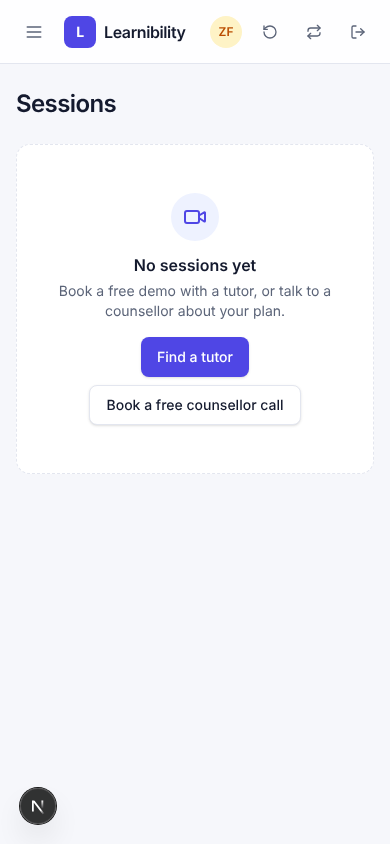 L Learnibility ZF
Sessions
No sessions yet
Book a free demo with a tutor, or talk to a
counsellor about your plan.
Find a tutor
Book a free counsellor call
N